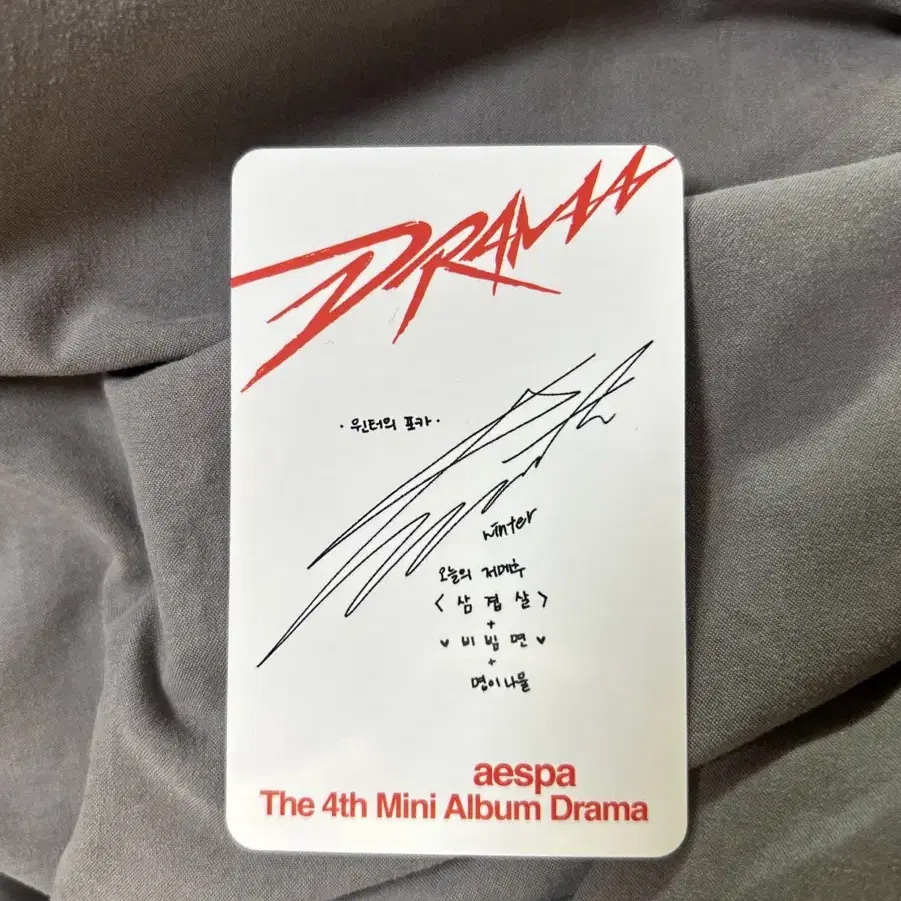 DRAMA
· 윈터의 포카 ·
winter
오늘의 저메추
< 삼겹살 >
+
♥ 비빔면 ♥
+
명이나물
aespa
The 4th Mini Album Drama